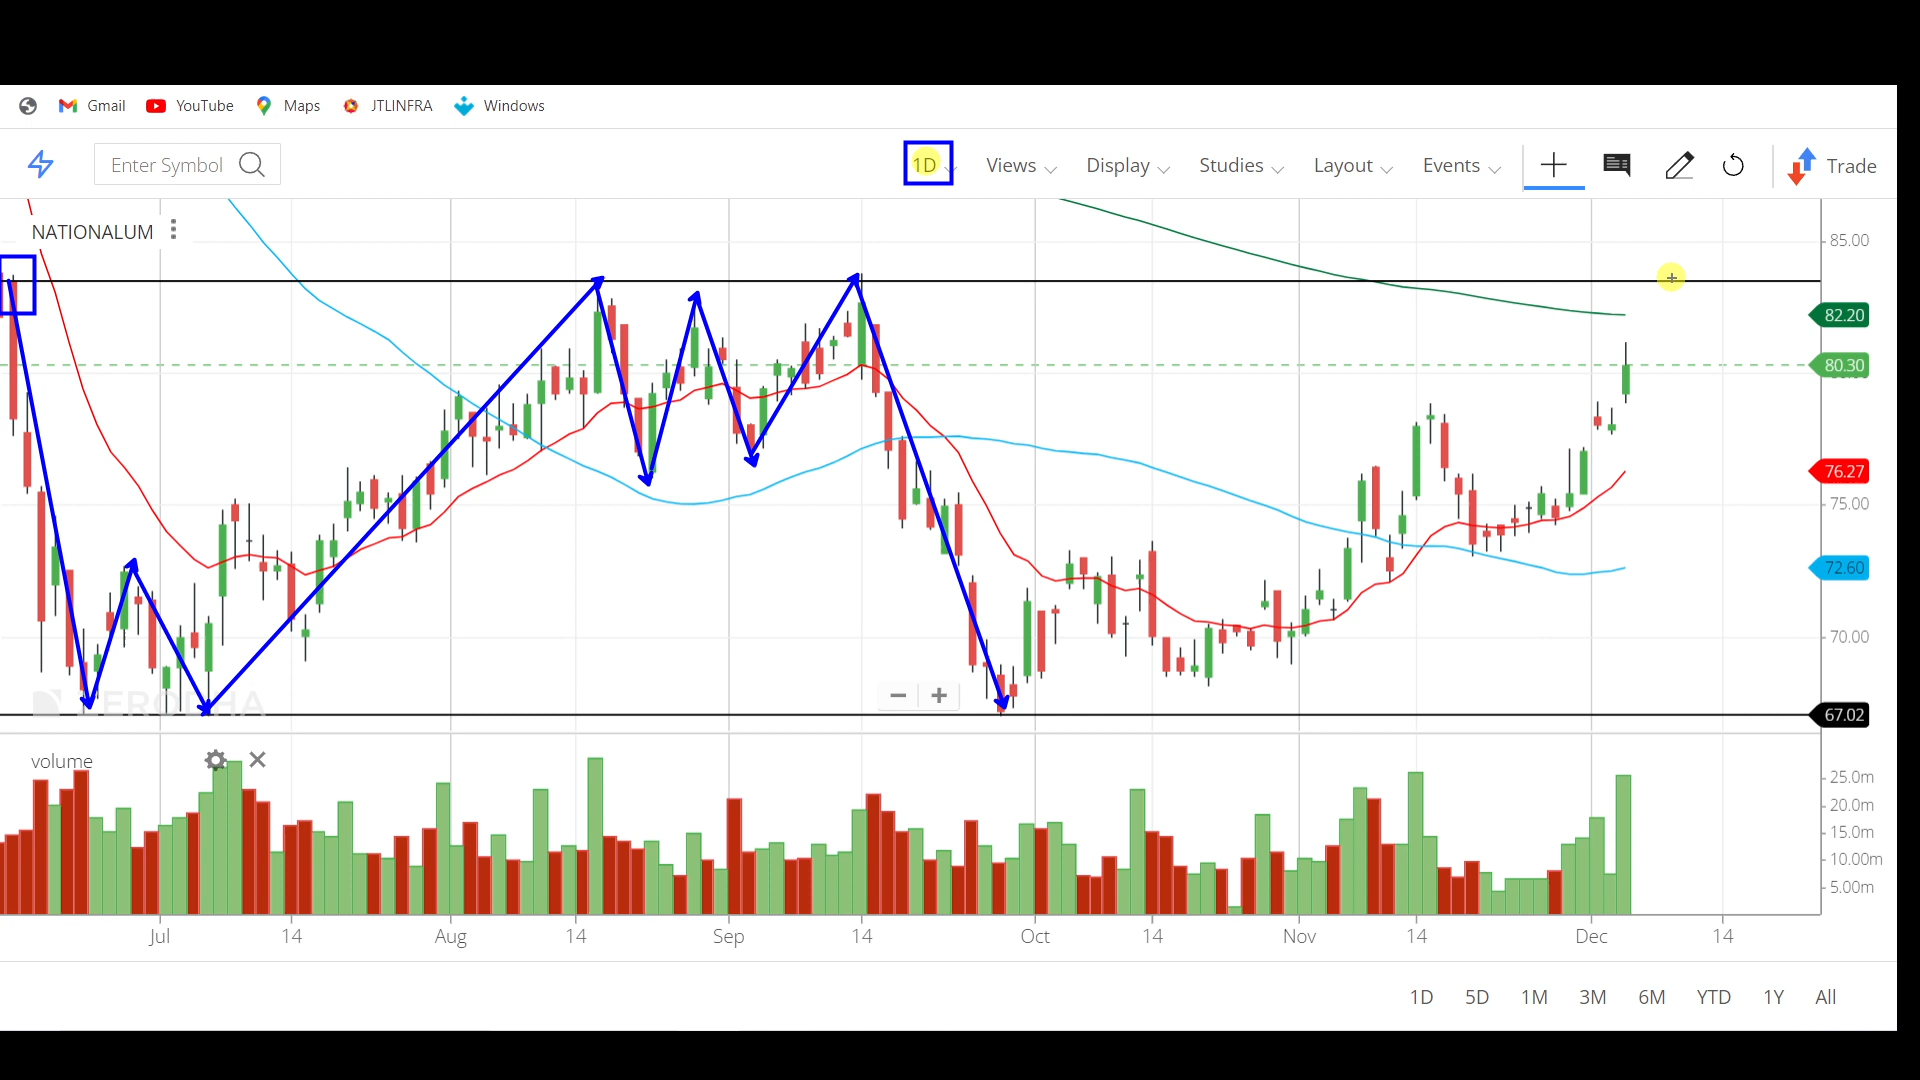 Gmail YouTube Maps JTLINFRA Windows
Enter Symbol 1D Views Display Studies Layout Events Trade
NATIONALUM
85.00
82.20
80.30
76.27
75.00
72.60
70.00
ZERODHA
67.02
volume
25.0m
20.0m
15.0m
10.00m
5.00m
Jul 14 Aug 14 Sep 14 Oct 14 Nov 14 Dec 14
1D 5D 1M 3M 6M YTD 1Y All